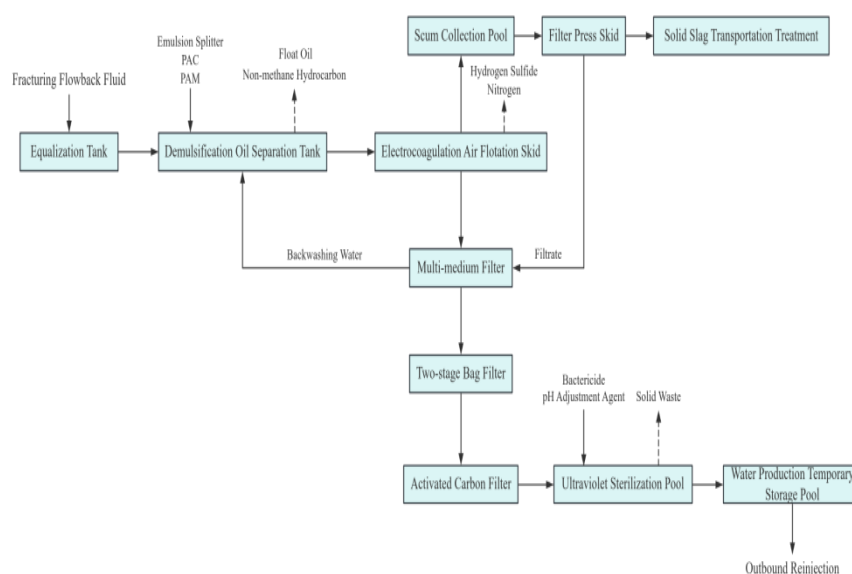 Scum Collection Pool
Filter Press Skid
Solid Slag Transportation Treatment
Emulsion Splitter
PAC
PAM
Float Oil
Non-methane Hydrocarbon
Hydrogen Sulfide
Nitrogen
Fracturing Flowback Fluid
Equalization Tank
Demulsification Oil Separation Tank
Electrocoagulation Air Flotation Skid
Backwashing Water
Filtrate
Multi-medium Filter
Two-stage Bag Filter
Bactericide
pH Adjustment Agent
Solid Waste
Activated Carbon Filter
Ultraviolet Sterilization Pool
Water Production Temporary
Storage Pool
Outbound Reinjection